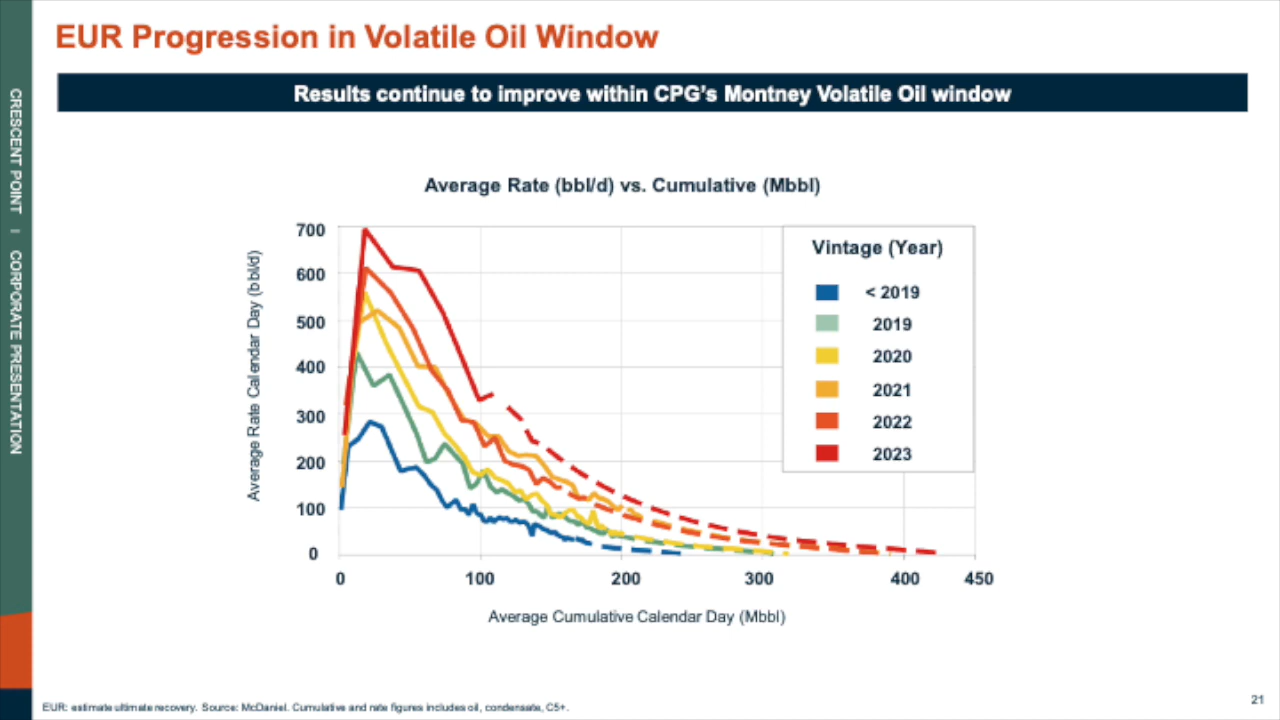 EUR Progression in Volatile Oil Window
Results continue to improve within CPG's Montney Volatile Oil window
CRESCENT POINT | CORPORATE PRESENTATION
Average Rate (bbl/d) vs. Cumulative (Mbbl)
Average Rate Calendar Day (bbl/d)
700
600
500
400
300
200
100
0
Vintage (Year)
< 2019
2019
2020
2021
2022
2023
0 100 200 300 400 450
Average Cumulative Calendar Day (Mbbl)
EUR: estimate ultimate recovery. Source: McDaniel. Cumulative and rate figures includes oil, condensate, C5+.
21